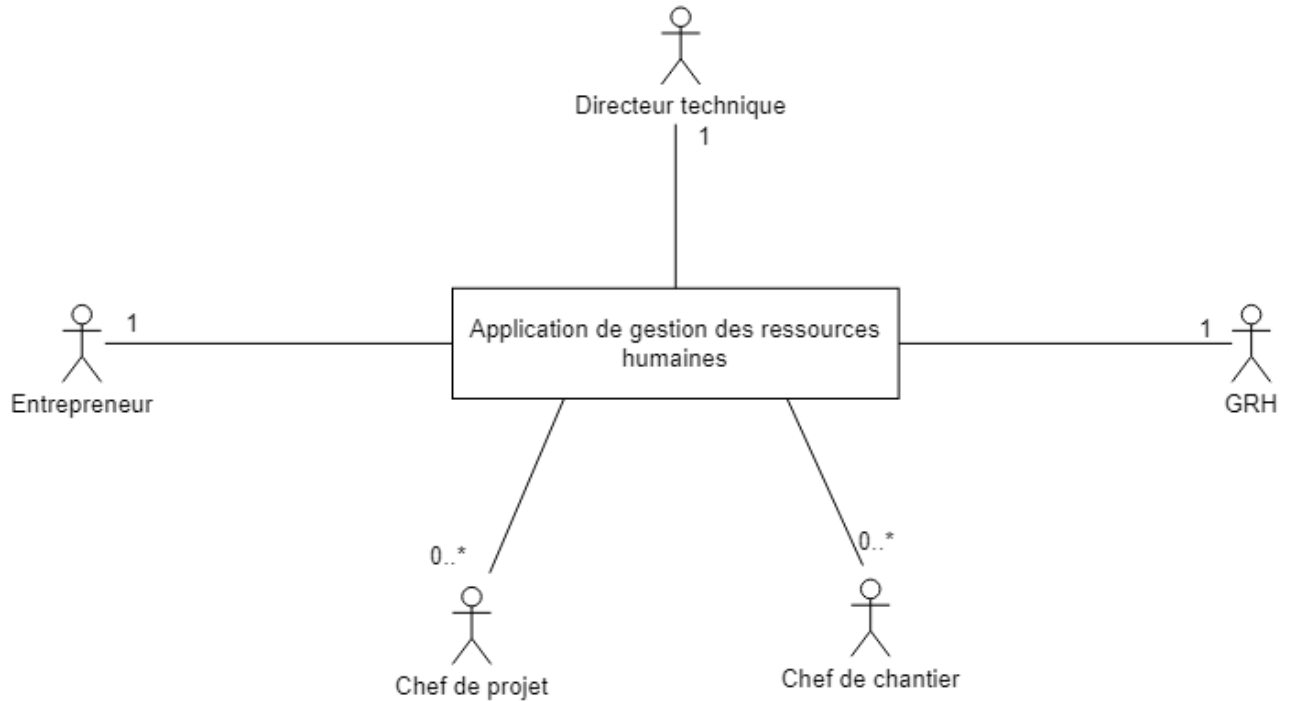 Directeur technique
1
Application de gestion des ressources
humaines
1
Entrepreneur
1
GRH
0..*
Chef de projet
0..*
Chef de chantier